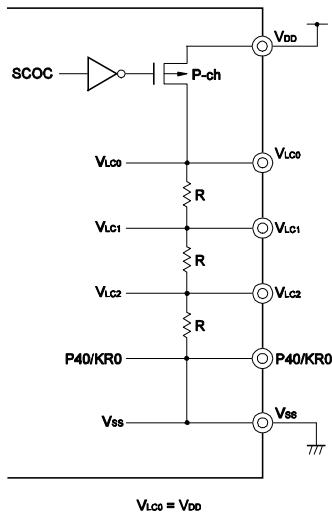 VDD
SCOC
P-ch
VLC0 VLC0
R
VLC1 VLC1
R
VLC2 VLC2
R
P40/KR0 P40/KR0
VSS VSS
VLC0 = VDD